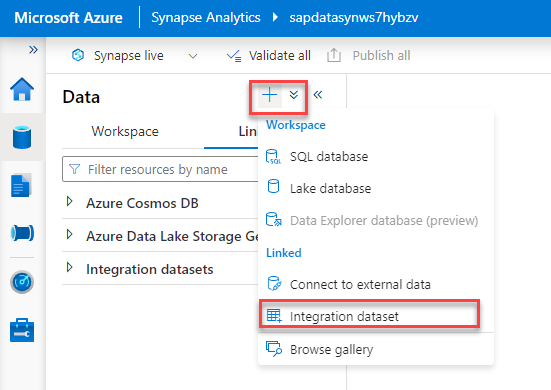 Microsoft Azure Synapse Analytics sapdatasynws7hybzv
Synapse live Validate all Publish all
Data
Workspace Lin
Filter resources by name
Azure Cosmos DB
Azure Data Lake Storage Ge
Integration datasets
Workspace
SQL database
Lake database
Data Explorer database (preview)
Linked
Connect to external data
Integration dataset
Browse gallery